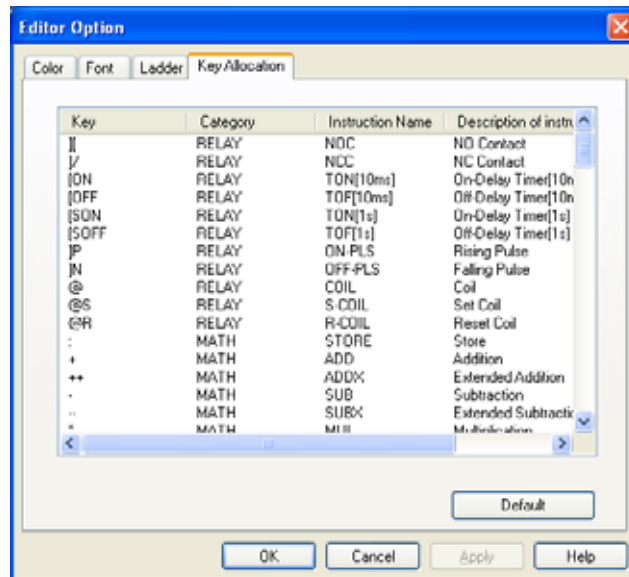 Editor Option
Color Font Ladder Key Allocation
Key Category Instruction Name Description of instru
][ RELAY NOC NO Contact
]/ RELAY NCC NC Contact
[ON RELAY TON[10ms] On-Delay Timer[10m
[OFF RELAY TOF[10ms] Off-Delay Timer[10m
[SON RELAY TON[1s] On-Delay Timer[1s]
[SOFF RELAY TOF[1s] Off-Delay Timer[1s]
]P RELAY ON-PLS Rising Pulse
]N RELAY OFF-PLS Falling Pulse
@ RELAY COIL Coil
@S RELAY S-COIL Set Coil
@R RELAY R-COIL Reset Coil
: MATH STORE Store
+ MATH ADD Addition
++ MATH ADDX Extended Addition
- MATH SUB Subtraction
-- MATH SUBX Extended Subtractio
* MATH MUL Multiplication
Default
OK Cancel Apply Help